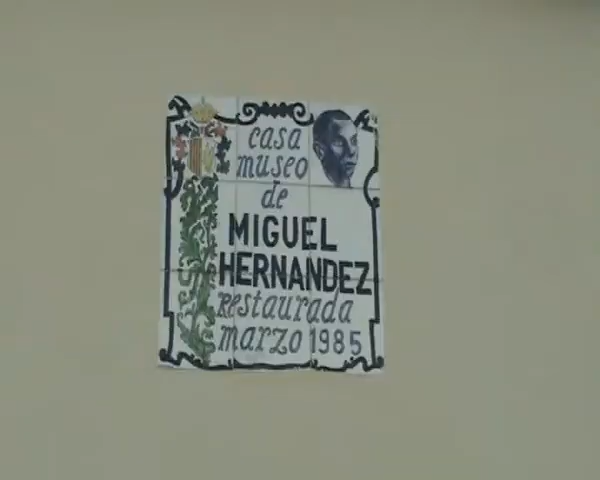 casa
museo
de
MIGUEL
HERNANDEZ
Restaurada
marzo 1985